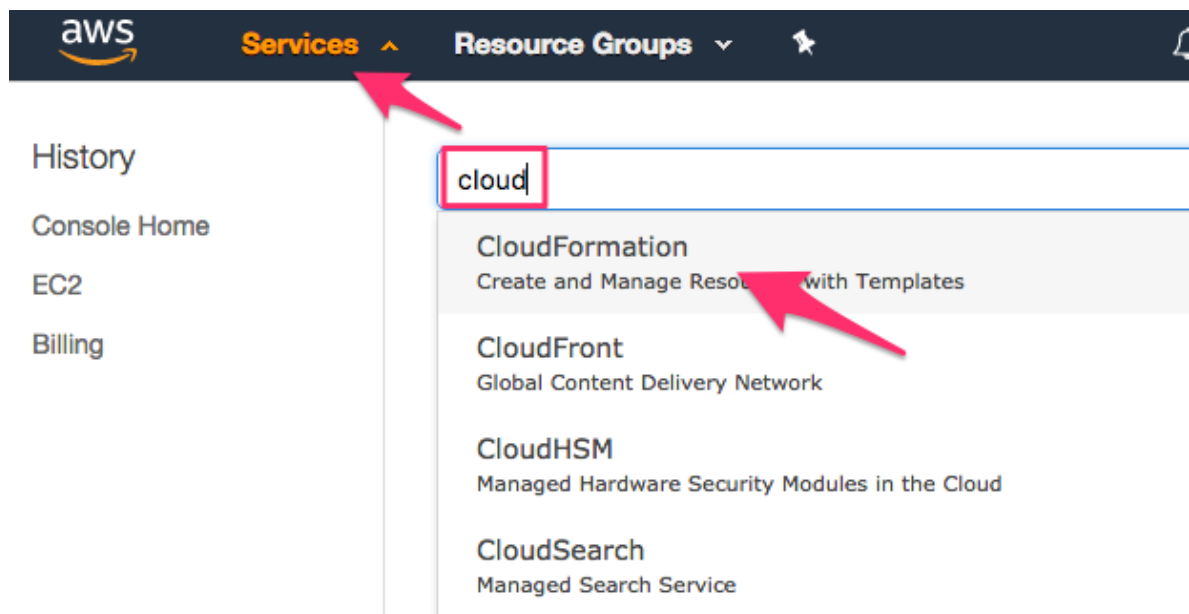 aws Services Resource Groups
History
cloud
Console Home
CloudFormation
Create and Manage Resou with Templates
EC2
Billing
CloudFront
Global Content Delivery Network
CloudHSM
Managed Hardware Security Modules in the Cloud
CloudSearch
Managed Search Service